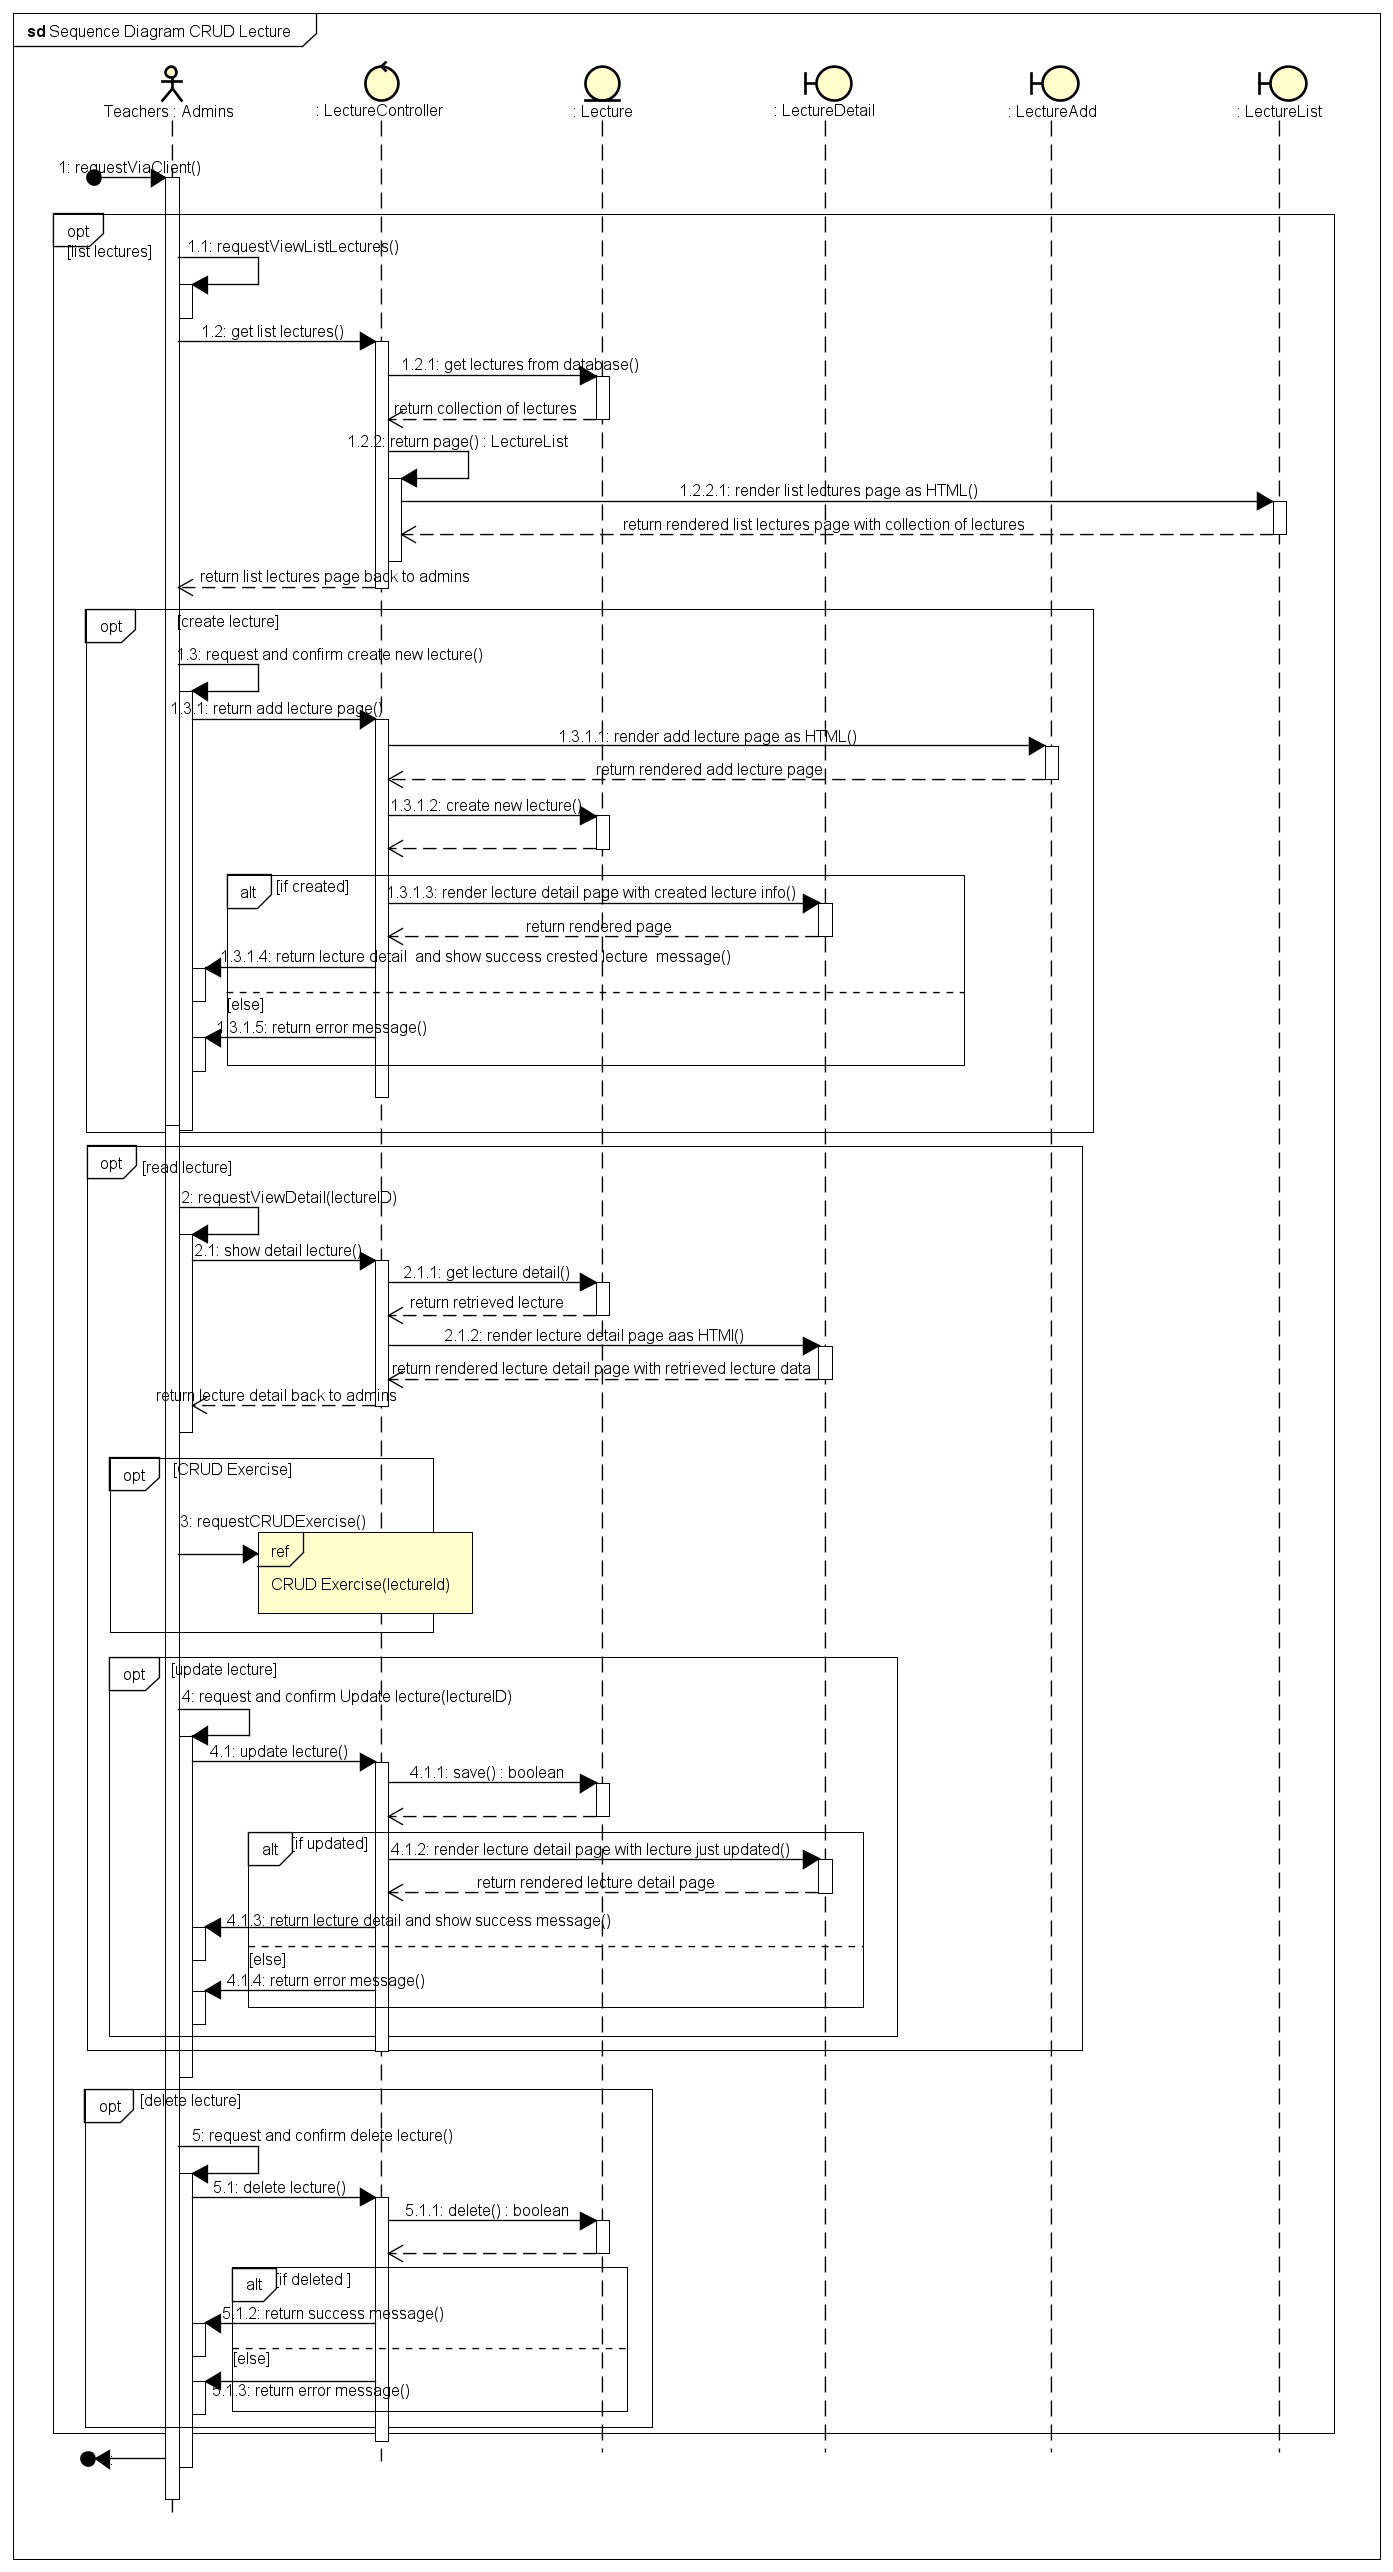 sd Sequence Diagram CRUD Lecture
Teachers : Admins
: LectureController
: Lecture
: LectureDetail
: LectureAdd
: LectureList
1: requestViaClient()
opt
[list lectures]
1.1: requestViewListLectures()
1.2: get list lectures()
1.2.1: get lectures from database()
return collection of lectures
1.2.2: return page() : LectureList
1.2.2.1: render list lectures page as HTML()
return rendered list lectures page with collection of lectures
return list lectures page back to admins
opt
[create lecture]
1.3: request and confirm create new lecture()
1.3.1: return add lecture page()
1.3.1.1: render add lecture page as HTML()
return rendered add lecture page
1.3.1.2: create new lecture()
alt
[if created]
1.3.1.3: render lecture detail page with created lecture info()
return rendered page
1.3.1.4: return lecture detail  and show success crested lecture  message()
[else]
1.3.1.5: return error message()
opt
[read lecture]
2: requestViewDetail(lectureID)
2.1: show detail lecture()
2.1.1: get lecture detail()
return retrieved lecture
2.1.2: render lecture detail page aas HTMl()
return rendered lecture detail page with retrieved lecture data
return lecture detail back to admins
opt
[CRUD Exercise]
3: requestCRUDExercise()
ref
CRUD Exercise(lectureId)
opt
[update lecture]
4: request and confirm Update lecture(lectureID)
4.1: update lecture()
4.1.1: save() : boolean
alt
[if updated]
4.1.2: render lecture detail page with lecture just updated()
return rendered lecture detail page
4.1.3: return lecture detail and show success message()
[else]
4.1.4: return error message()
opt
[delete lecture]
5: request and confirm delete lecture()
5.1: delete lecture()
5.1.1: delete() : boolean
alt
[if deleted ]
5.1.2: return success message()
[else]
5.1.3: return error message()